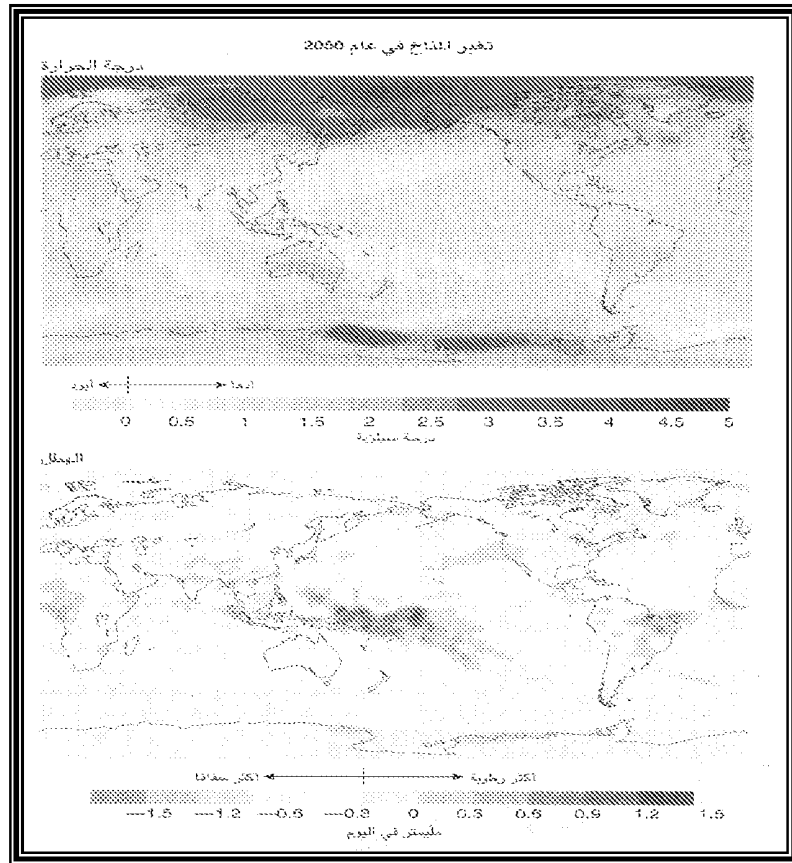 تغير المناخ في عام 2050
درجة الحرارة
أبرد أدفأ
0 0.5 1 1.5 2 2.5 3 3.5 4 4.5 5
درجة مئوية
الهطل
أكثر جفافا أكثر رطوبة
—1.5 —1.2 —0.6 —0.3 0 0.3 0.6 0.9 1.2 1.5
مليمتر في اليوم